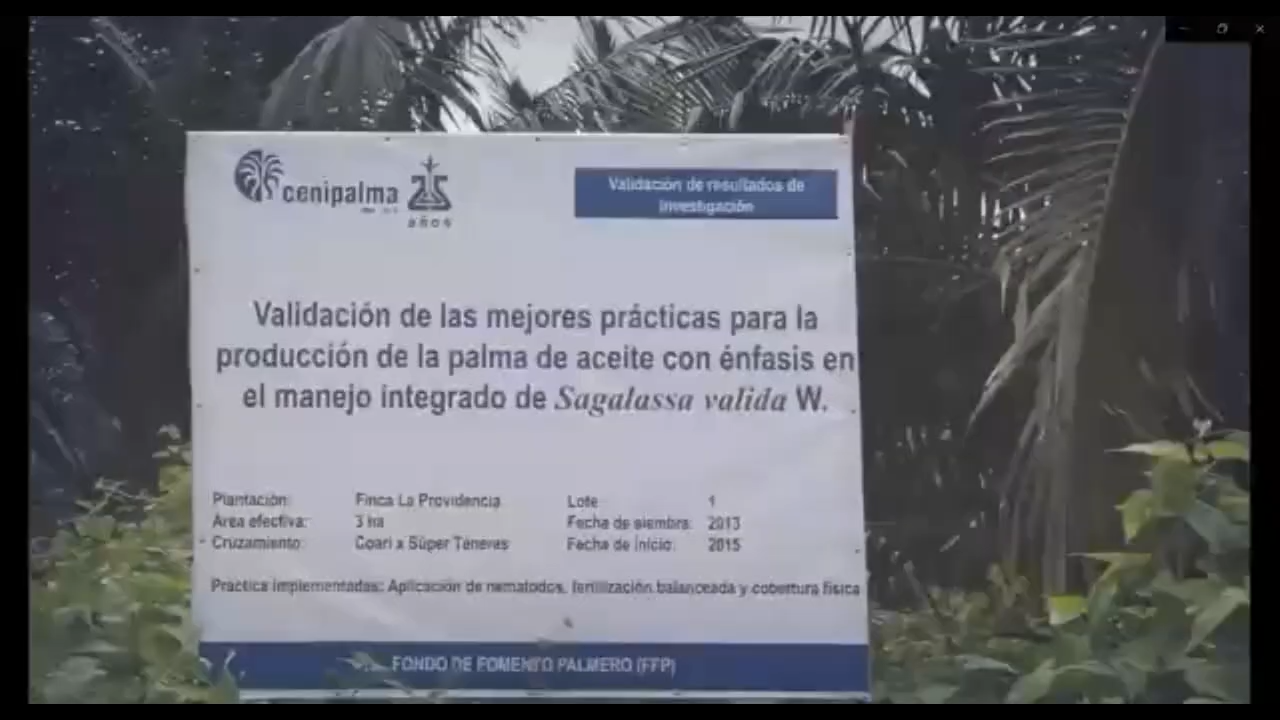 cenipalma 25
años
Validación de resultados de
investigación
Validación de las mejores prácticas para la
producción de la palma de aceite con énfasis en
el manejo integrado de Sagalassa valida W.
Plantación: Finca La Providencia Lote 1
Área efectiva: 3 ha Fecha de siembra: 2013
Cruzamiento: Coari x Súper Téneres Fecha de inicio: 2015
Práctica implementadas: Aplicación de nematodos, fertilización balanceada y cobertura física
FONDO DE FOMENTO PALMERO (FFP)